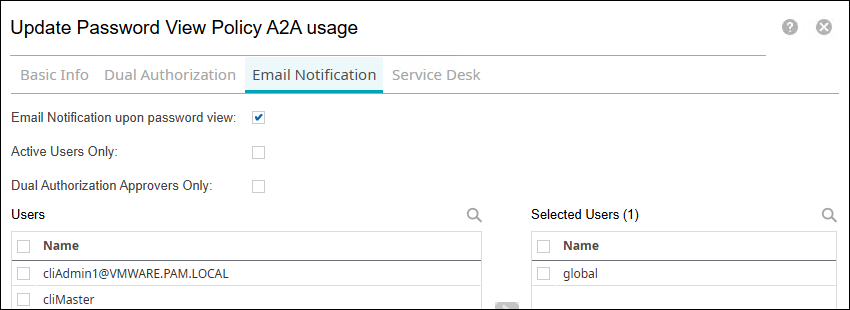 Update Password View Policy A2A usage
Basic Info Dual Authorization Email Notification Service Desk
Email Notification upon password view:
Active Users Only:
Dual Authorization Approvers Only:
Users
Name
cliAdmin1@VMWARE.PAM.LOCAL
cliMaster
Selected Users (1)
Name
global